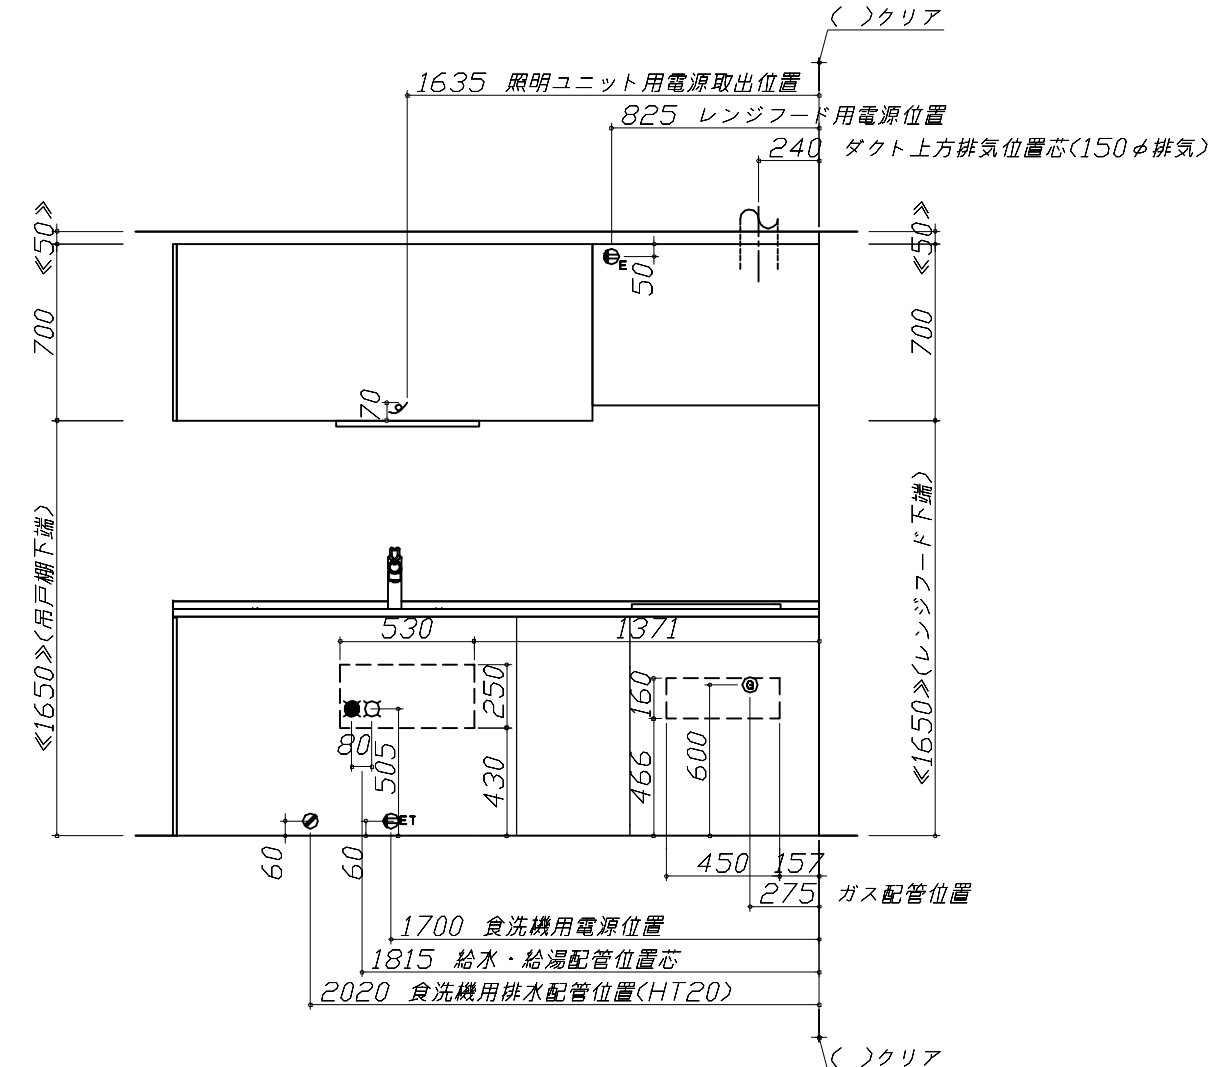 ( )クリア
1635 照明ユニット用電源取出位置
825 レンジフード用電源位置
240 ダクト上方排気位置芯(150φ排気)
≪50≫
≪50≫
E
50
700
700
70
≪1650≫(吊戸棚下端)
≪1650≫(レンジフード下端)
530
1371
250
160
G
80
505
430
466
600
ET
60
60
450
157
275 ガス配管位置
1700 食洗機用電源位置
1815 給水・給湯配管位置芯
2020 食洗機用排水配管位置(HT20)
( )クリア